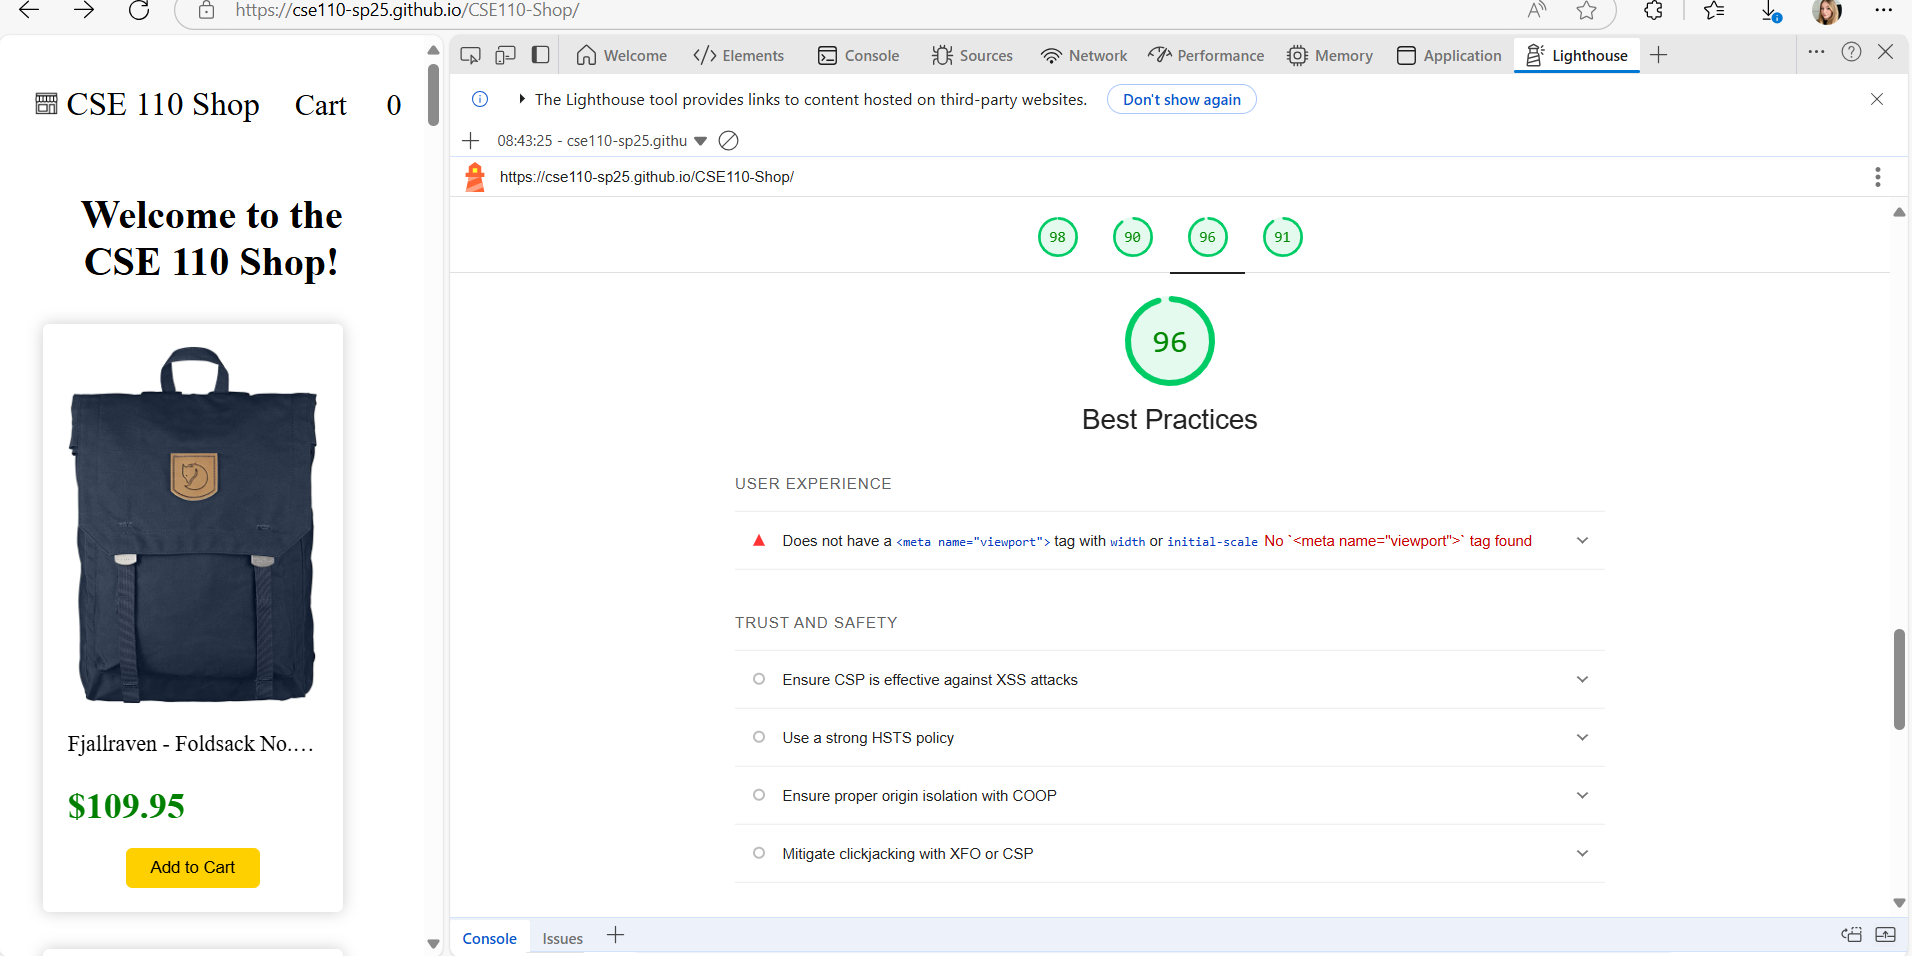 https://cse110-sp25.github.io/CSE110-Shop/
CSE 110 Shop Cart 0
Welcome to the
CSE 110 Shop!
Fjallraven - Foldsack No....
$109.95
Add to Cart
Welcome Elements Console Sources Network Performance Memory Application Lighthouse
The Lighthouse tool provides links to content hosted on third-party websites. Don't show again
08:43:25 - cse110-sp25.githu
https://cse110-sp25.github.io/CSE110-Shop/
98 90 96 91
96
Best Practices
USER EXPERIENCE
Does not have a <meta name="viewport"> tag with width or initial-scale No `<meta name="viewport">` tag found
TRUST AND SAFETY
Ensure CSP is effective against XSS attacks
Use a strong HSTS policy
Ensure proper origin isolation with COOP
Mitigate clickjacking with XFO or CSP
Console Issues